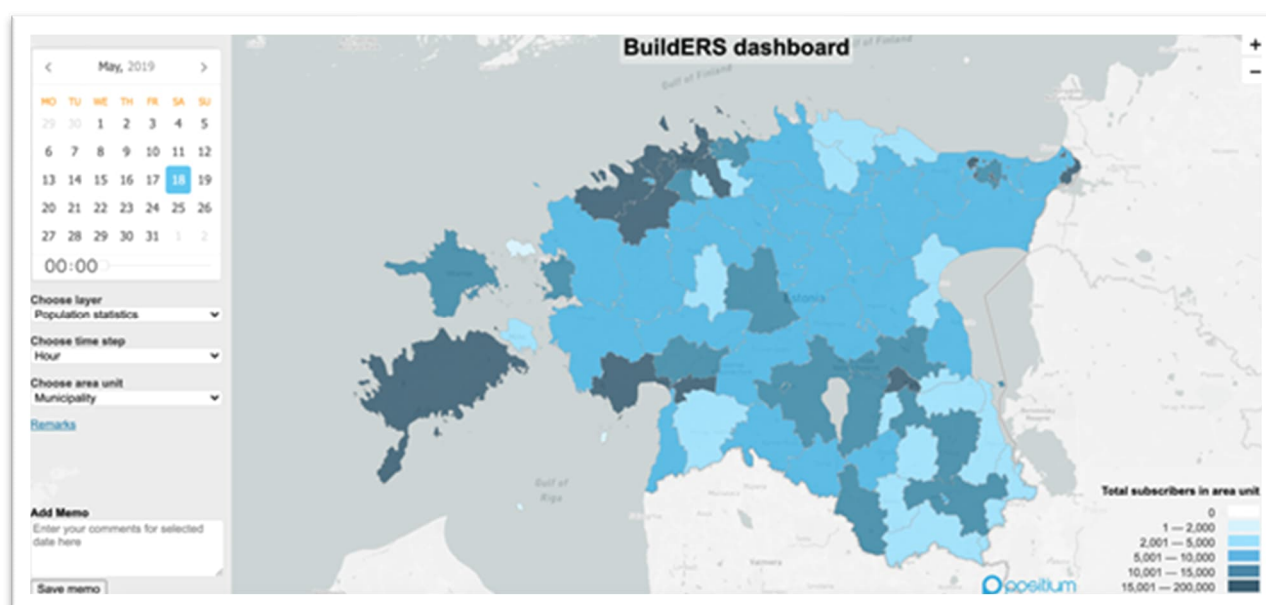 BuildERS dashboard
Gulf of Finland
of Finland
+
−
< May, 2019 >
MO TU WE TH FR SA SU
29 30 1 2 3 4 5
6 7 8 9 10 11 12
13 14 15 16 17 18 19
20 21 22 23 24 25 26
27 28 29 30 31 1 2
00:00
Choose layer
Population statistics
Choose time step
Hour
Choose area unit
Municipality
Remarks
Add Memo
Enter your comments for selected
date here
Save memo
Estonia
Gulf of
Riga
Total subscribers in area unit
0
1 — 2,000
2,001 — 5,000
5,001 — 10,000
10,001 — 15,000
15,001 — 200,000
positium